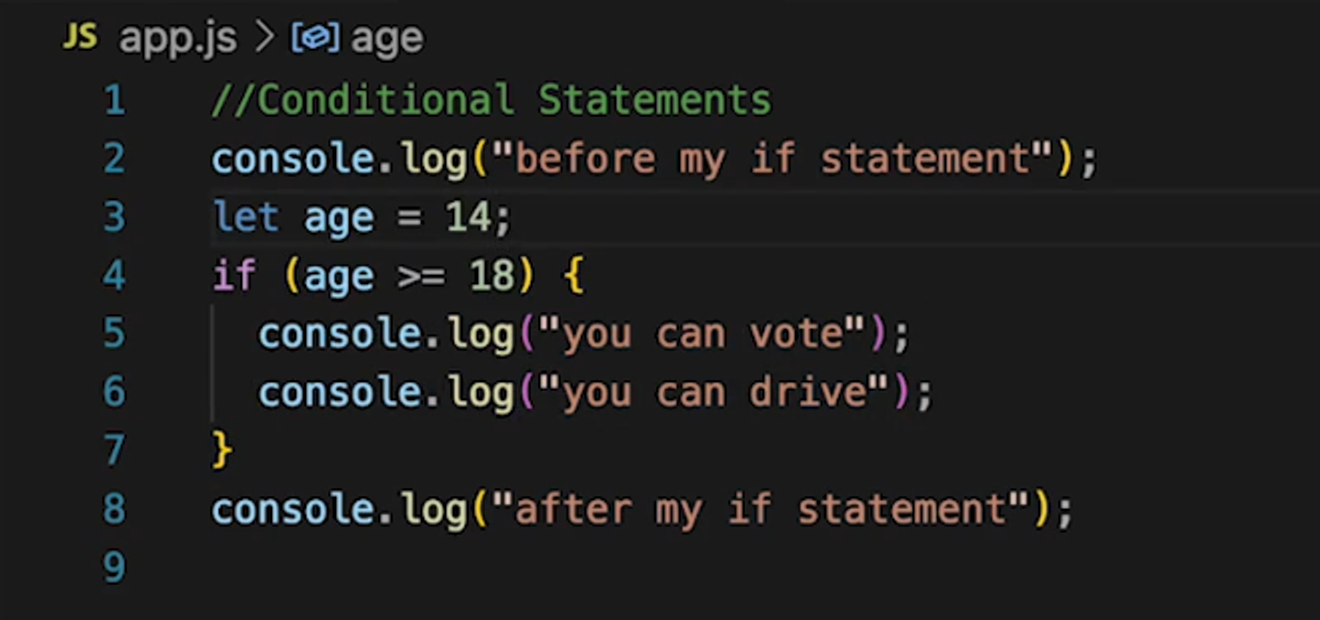 JS app.js > age
1 //Conditional Statements
2 console.log("before my if statement");
3 let age = 14;
4 if (age >= 18) {
5   console.log("you can vote");
6   console.log("you can drive");
7 }
8 console.log("after my if statement");
9